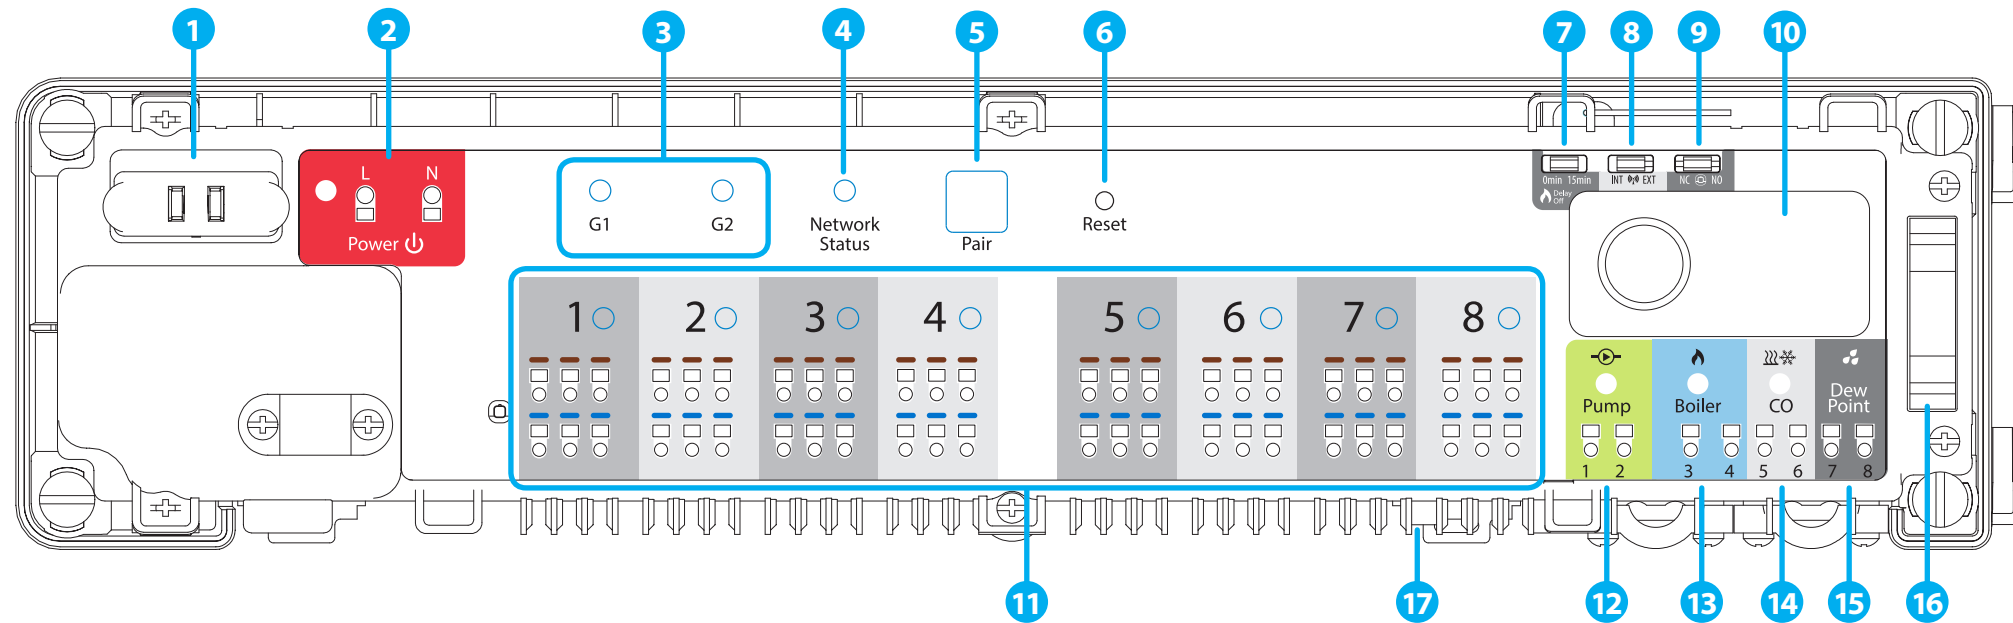 1 2 3 4 5 6 7 8 9 10
L N
Power
G1 G2
Network
Status
Pair
Reset
0min 15min
Delay
Off
INT EXT
NC NO
1 2 3 4 5 6 7 8
Pump
Boiler
CO
Dew
Point
1 2 3 4 5 6 7 8
11 17 12 13 14 15 16